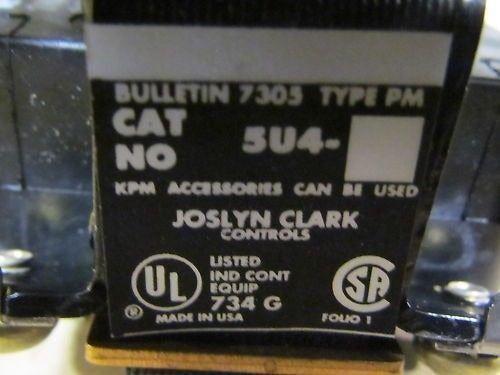 BULLETIN 7305 TYPE PM
CAT NO 5U4-
KPM ACCESSORIES CAN BE USED
JOSLYN CLARK
CONTROLS
UL ®
LISTED
IND CONT
EQUIP
734 G
SA
MADE IN USA
FOLIO 1